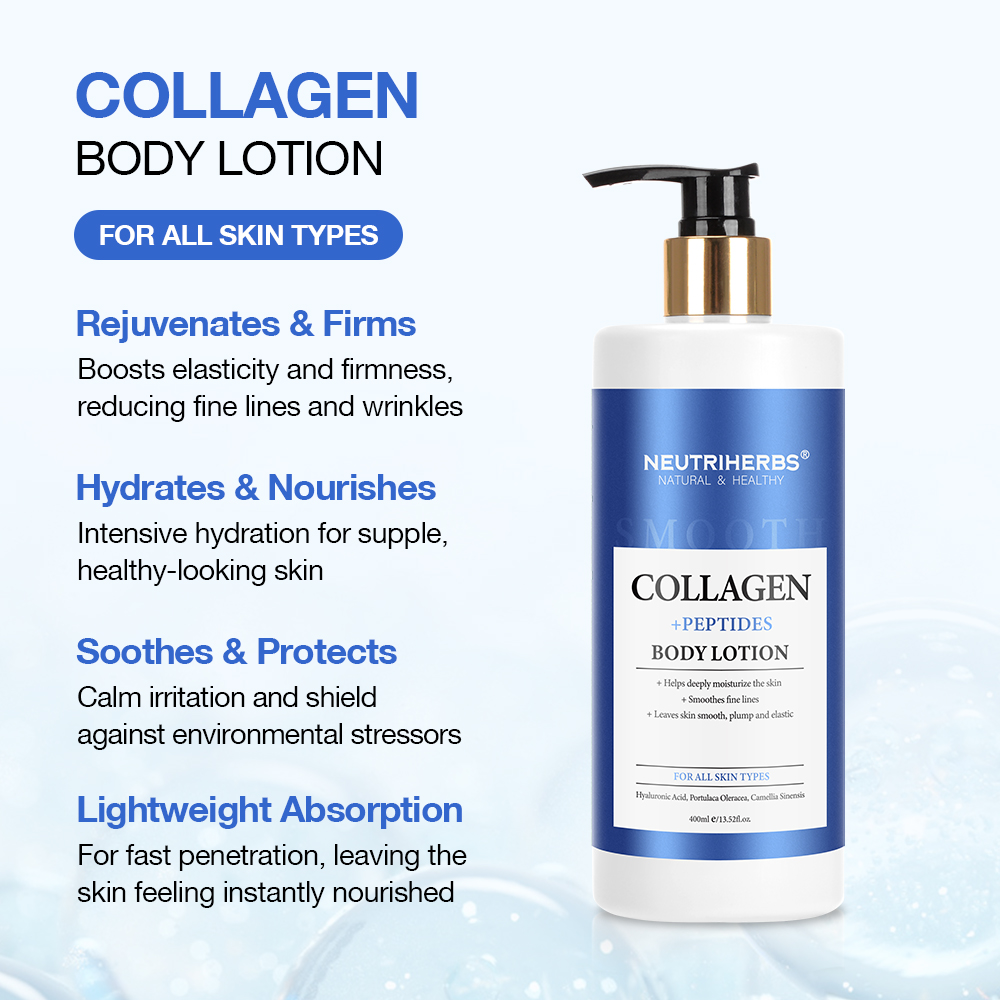 COLLAGEN
BODY LOTION
FOR ALL SKIN TYPES
Rejuvenates & Firms
Boosts elasticity and firmness,
reducing fine lines and wrinkles
Hydrates & Nourishes
Intensive hydration for supple,
healthy-looking skin
Soothes & Protects
Calm irritation and shield
against environmental stressors
Lightweight Absorption
For fast penetration, leaving the
skin feeling instantly nourished
NEUTRIHERBS®
NATURAL & HEALTHY
SMOOTH
COLLAGEN
+PEPTIDES
BODY LOTION
+ Helps deeply moisturize the skin
+ Smoothes fine lines
+ Leaves skin smooth, plump and elastic
FOR ALL SKIN TYPES
Hyaluronic Acid, Portulaca Oleracea, Camellia Sinensis
400ml e/13.52fl.oz.